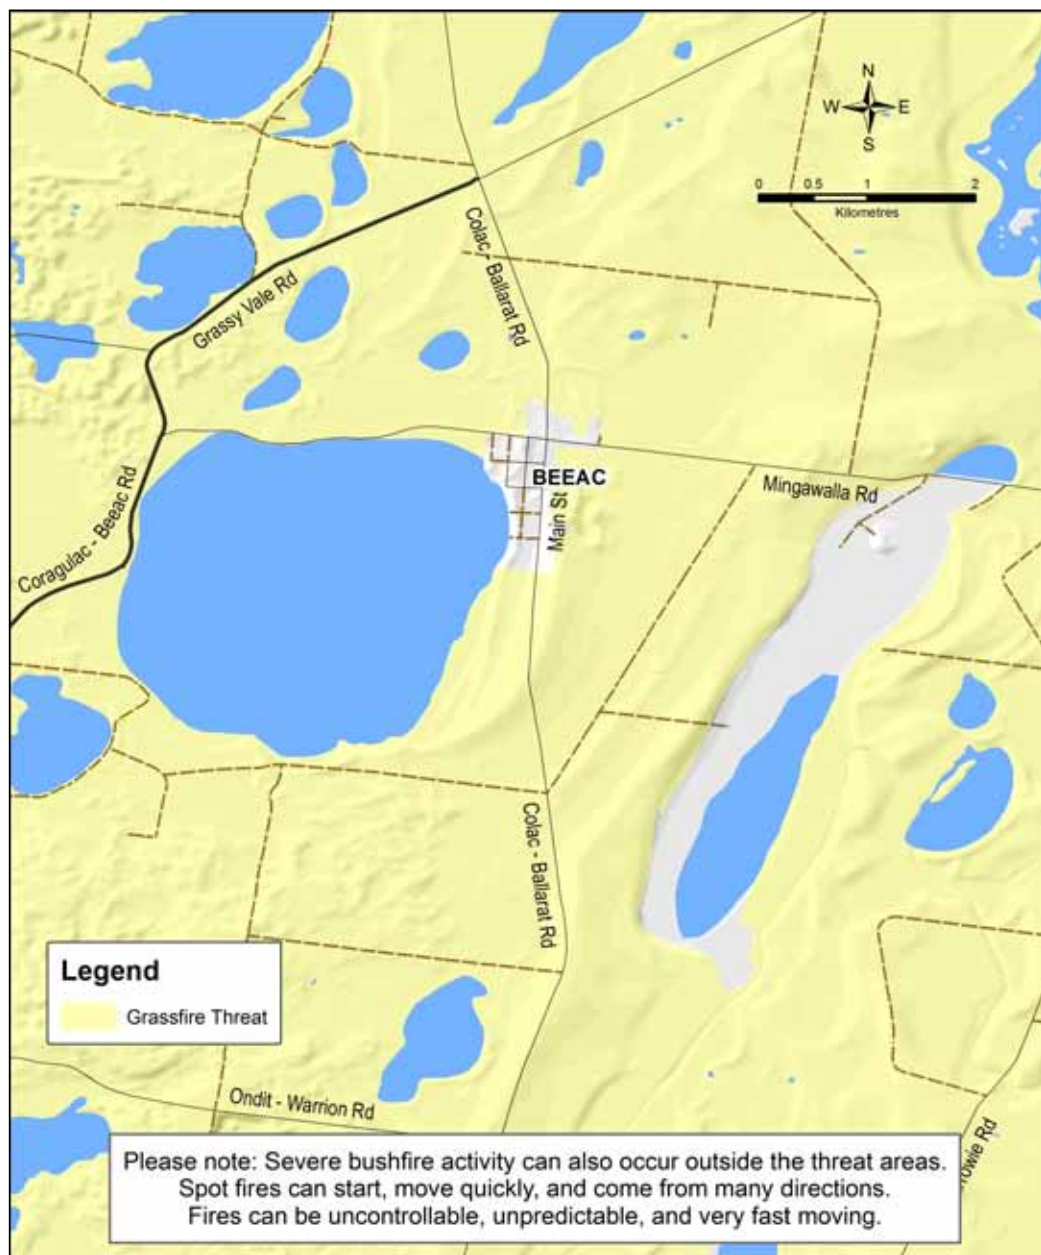 N
W E
S
0 0.5 1 2
Kilometres
Colac - Ballarat Rd
Grassy Vale Rd
Coragulac - Beeac Rd
BEEAC
Main St
Mingawalla Rd
Colac - Ballarat Rd
Legend
Grassfire Threat
Ondit - Warrion Rd
Rd
Please note: Severe bushfire activity can also occur outside the threat areas.
Spot fires can start, move quickly, and come from many directions.
Fires can be uncontrollable, unpredictable, and very fast moving.